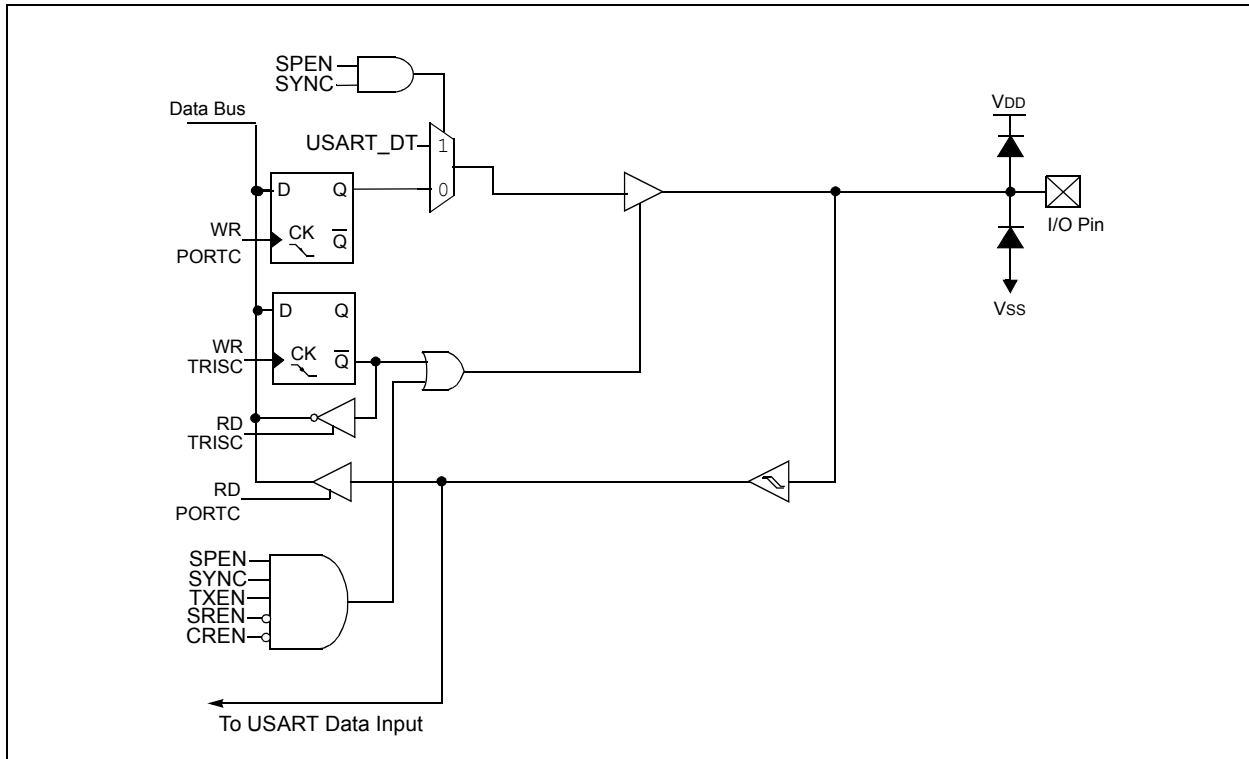 SPEN
SYNC
Data Bus
VDD
USART_DT
1
0
D Q
WR
PORTC
CK Q
I/O Pin
D Q
VSS
WR
TRISC
CK Q
RD
TRISC
RD
PORTC
SPEN
SYNC
TXEN
SREN
CREN
To USART Data Input